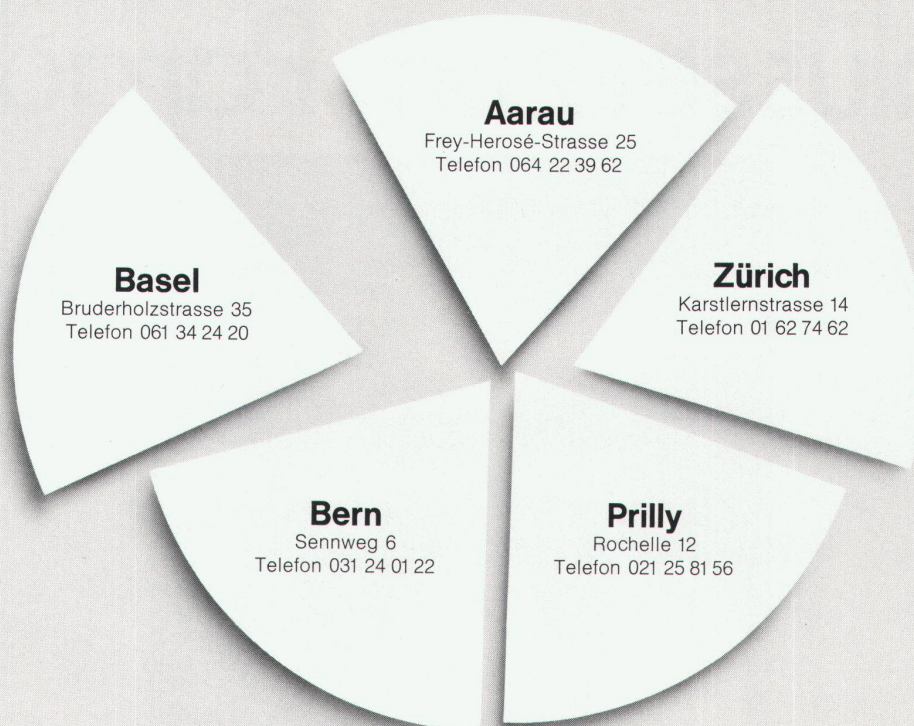 Aarau
Frey-Herosé-Strasse 25
Telefon 064 22 39 62
Basel
Bruderholzstrasse 35
Telefon 061 34 24 20
Zürich
Karstlernstrasse 14
Telefon 01 62 74 62
Bern
Sennweg 6
Telefon 031 24 01 22
Prilly
Rochelle 12
Telefon 021 25 81 56